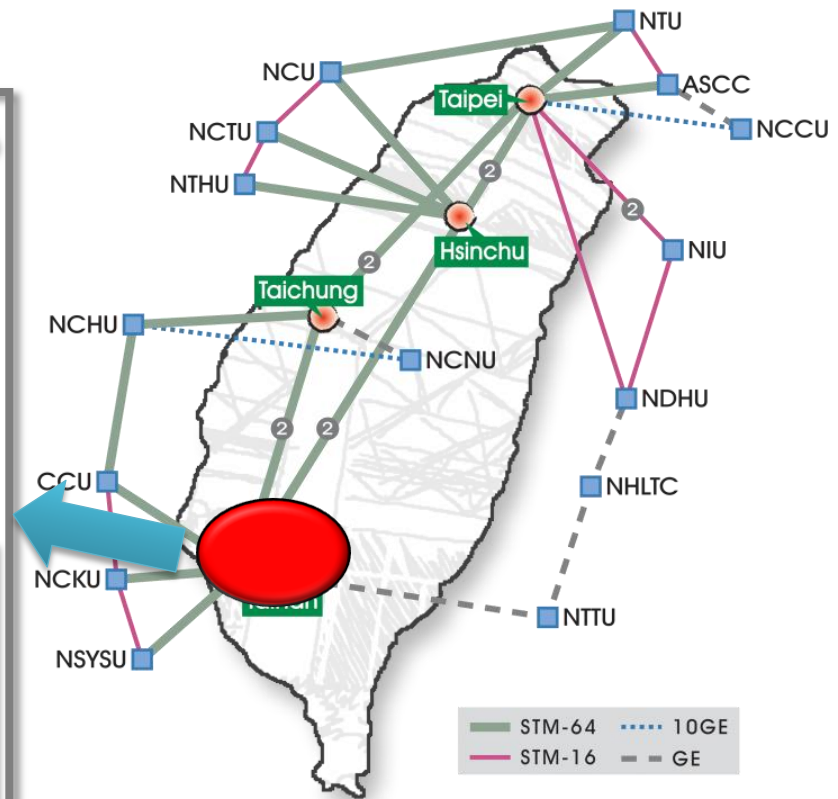 NTU
NCU
ASCC
Taipei
NCCU
NCTU
NTHU
2
Hsinchu
2
NIU
2
Taichung
NCHU
NCNU
NDHU
2
2
CCU
NHLTC
NCKU
NTTU
NSYSU
STM-64
10GE
STM-16
GE